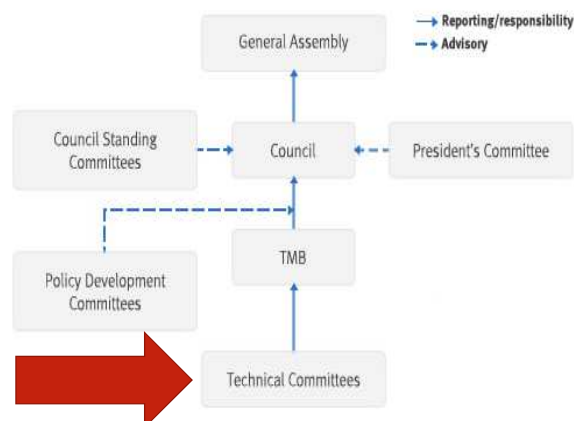 Reporting/responsibility
Advisory
General Assembly
Council Standing
Committees
Council
President's Committee
Policy Development
Committees
TMB
Technical Committees